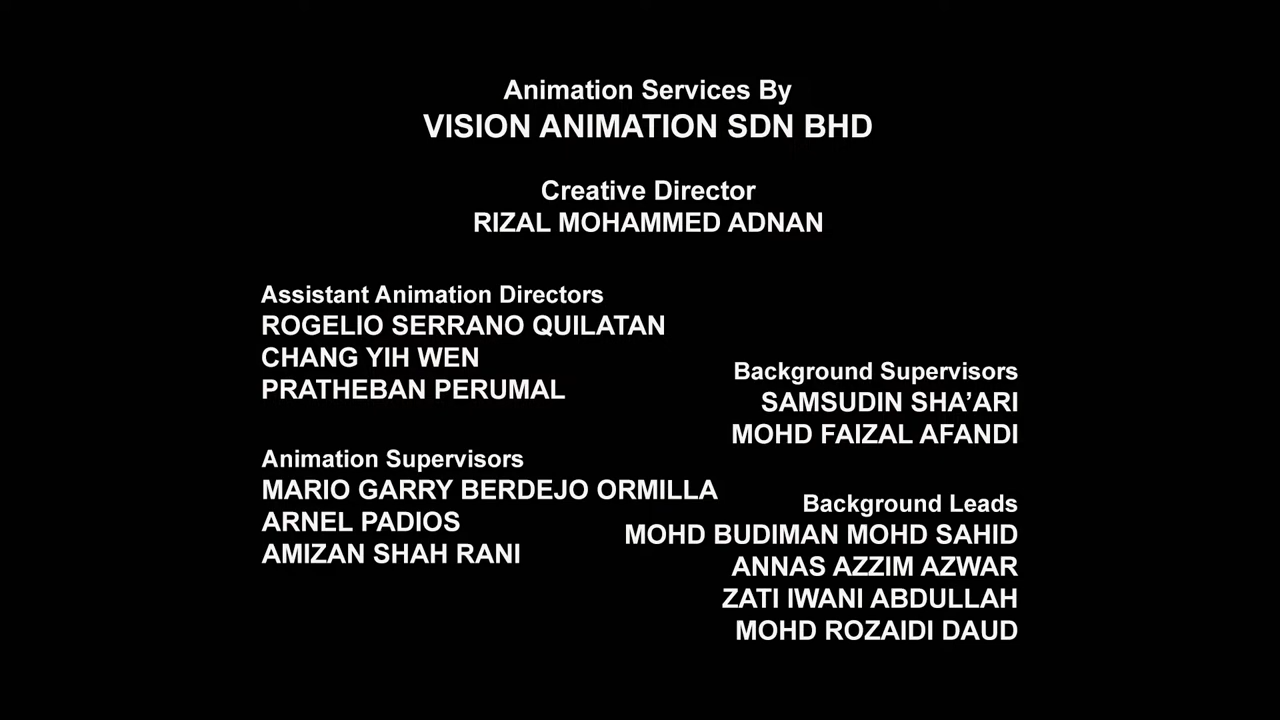 Animation Services By
VISION ANIMATION SDN BHD
Creative Director
RIZAL MOHAMMED ADNAN
Assistant Animation Directors
ROGELIO SERRANO QUILATAN
CHANG YIH WEN
PRATHEBAN PERUMAL
Animation Supervisors
MARIO GARRY BERDEJO ORMILLA
ARNEL PADIOS
AMIZAN SHAH RANI
Background Supervisors
SAMSUDIN SHA’ARI
MOHD FAIZAL AFANDI
Background Leads
MOHD BUDIMAN MOHD SAHID
ANNAS AZZIM AZWAR
ZATI IWANI ABDULLAH
MOHD ROZAIDI DAUD